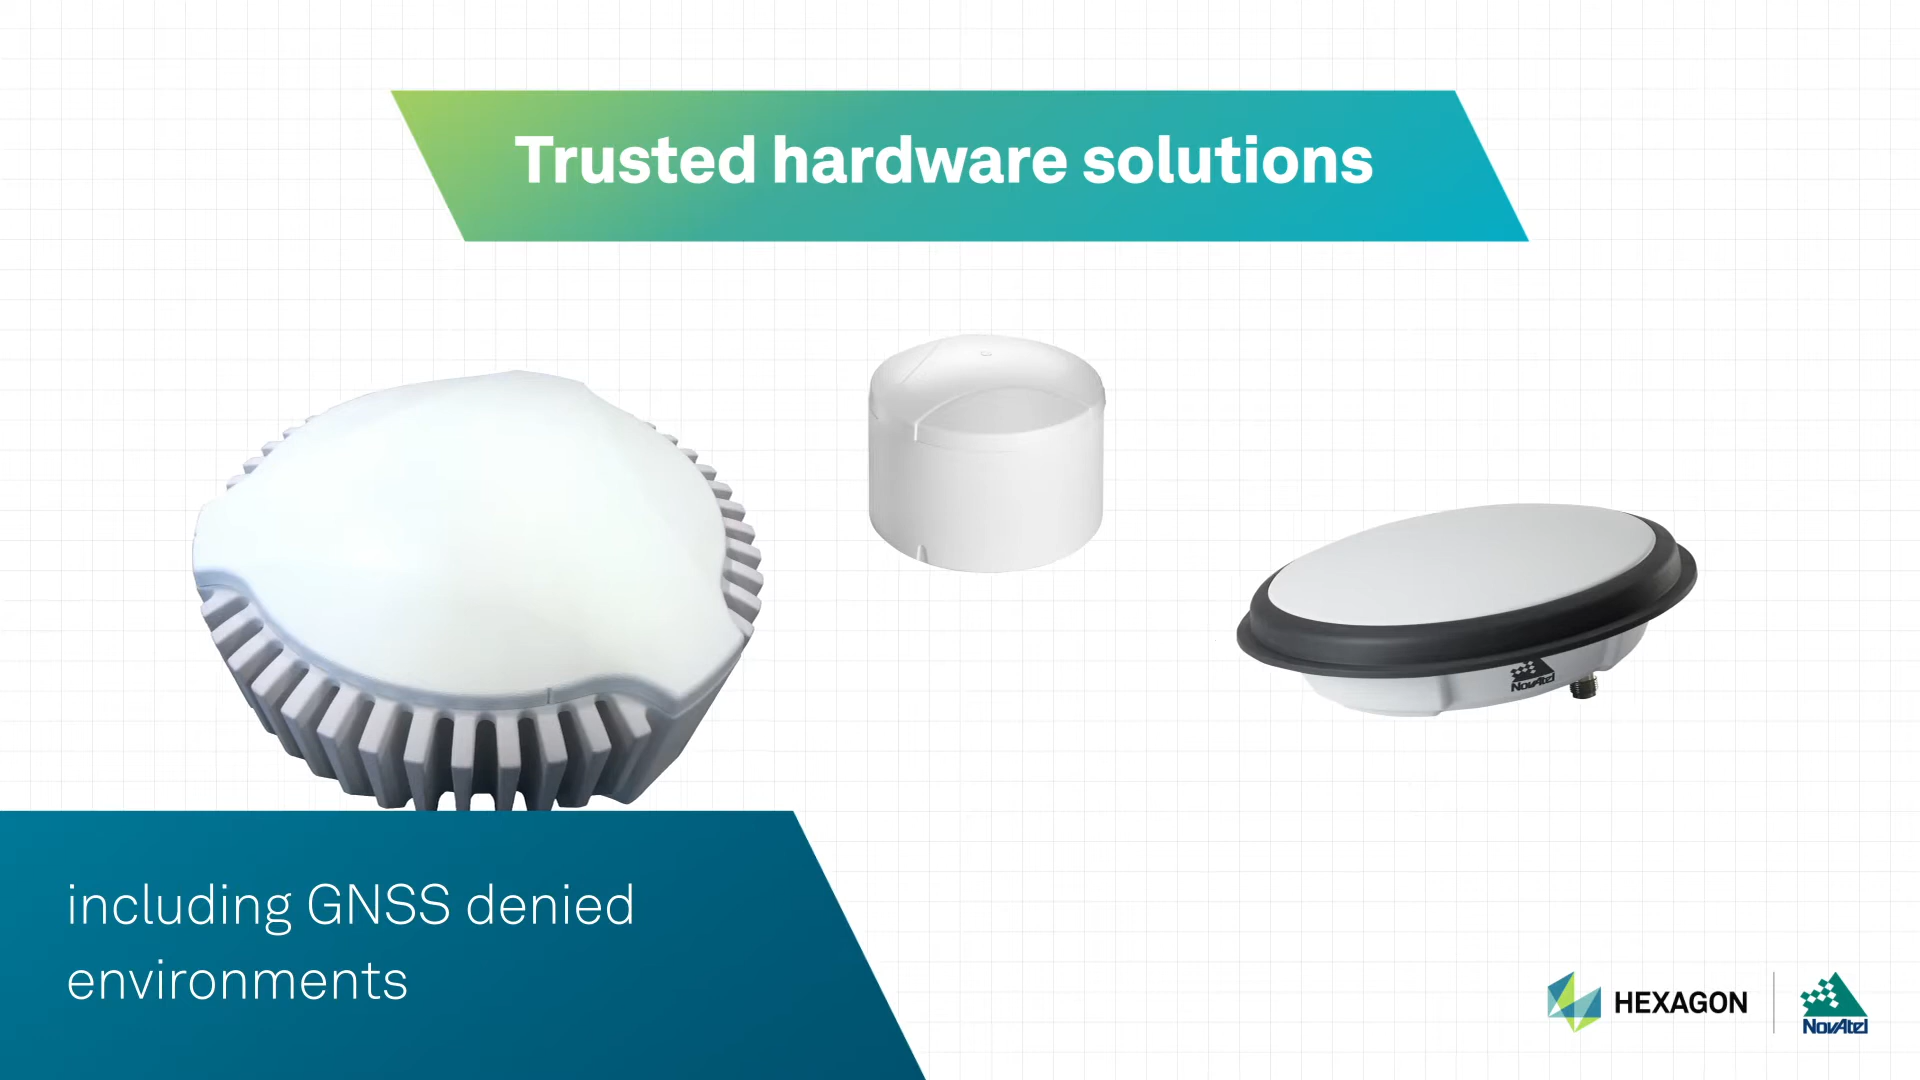 Trusted hardware solutions
NovAtel
including GNSS denied
environments
HEXAGON
NovAtel